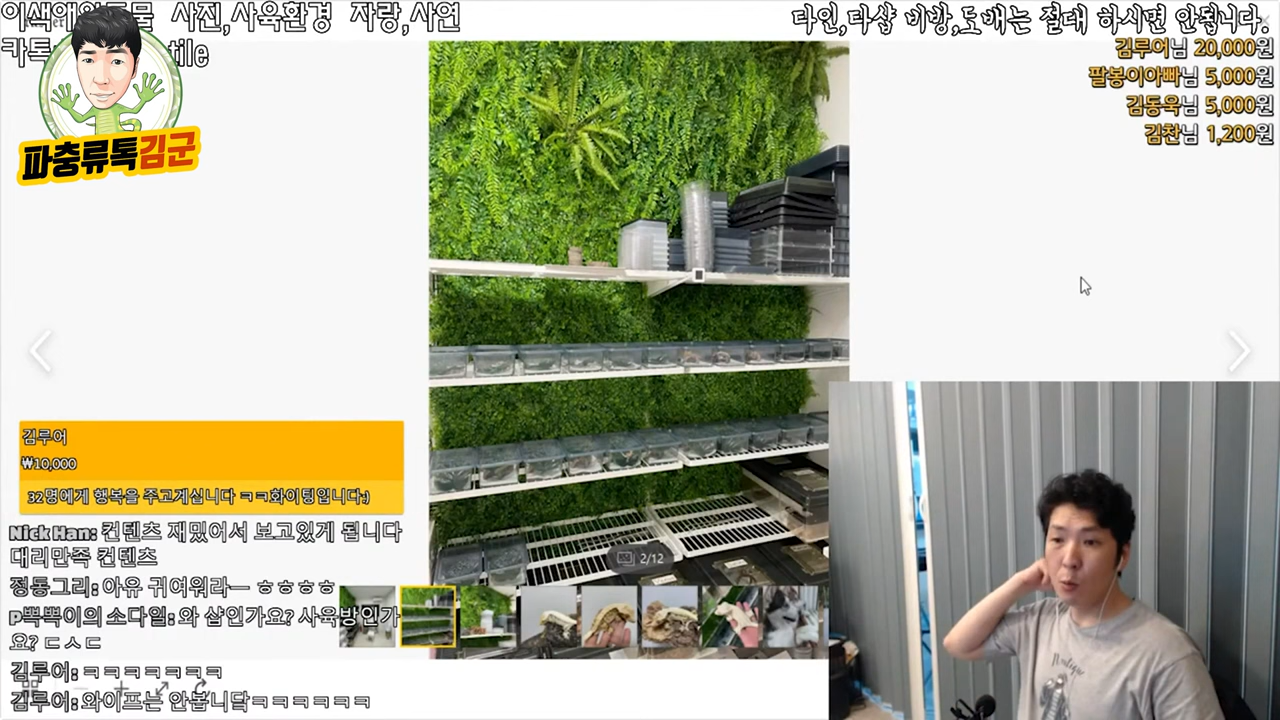 사진,사육환경 자랑,사연
타인,타샵 비방,도배는 절대 하시면 안됩니다.
카톡
tile
파충류톡김군
김루어님 20,000원
팔봉이아빠님 5,000원
김동욱님 5,000원
김찬님 1,200원
김루어
₩10,000
32명에게 행복을 주고계십니다 ㅋㅋ화이팅입니다:)
Nick Han: 컨텐츠 재밌어서 보고있게 됩니다
대리만족 컨텐츠
정동그리: 아유 귀여워라ㅡ ㅎㅎㅎㅎ
P뽁뽁이의 소다일: 와 샵인가요? 사육방인가
요? ㄷㅅㄷ
김루어: ㅋㅋㅋㅋㅋㅋㅋ
김루어: 와이프는 안봅니닼ㅋㅋㅋㅋㅋㅋ
2/12